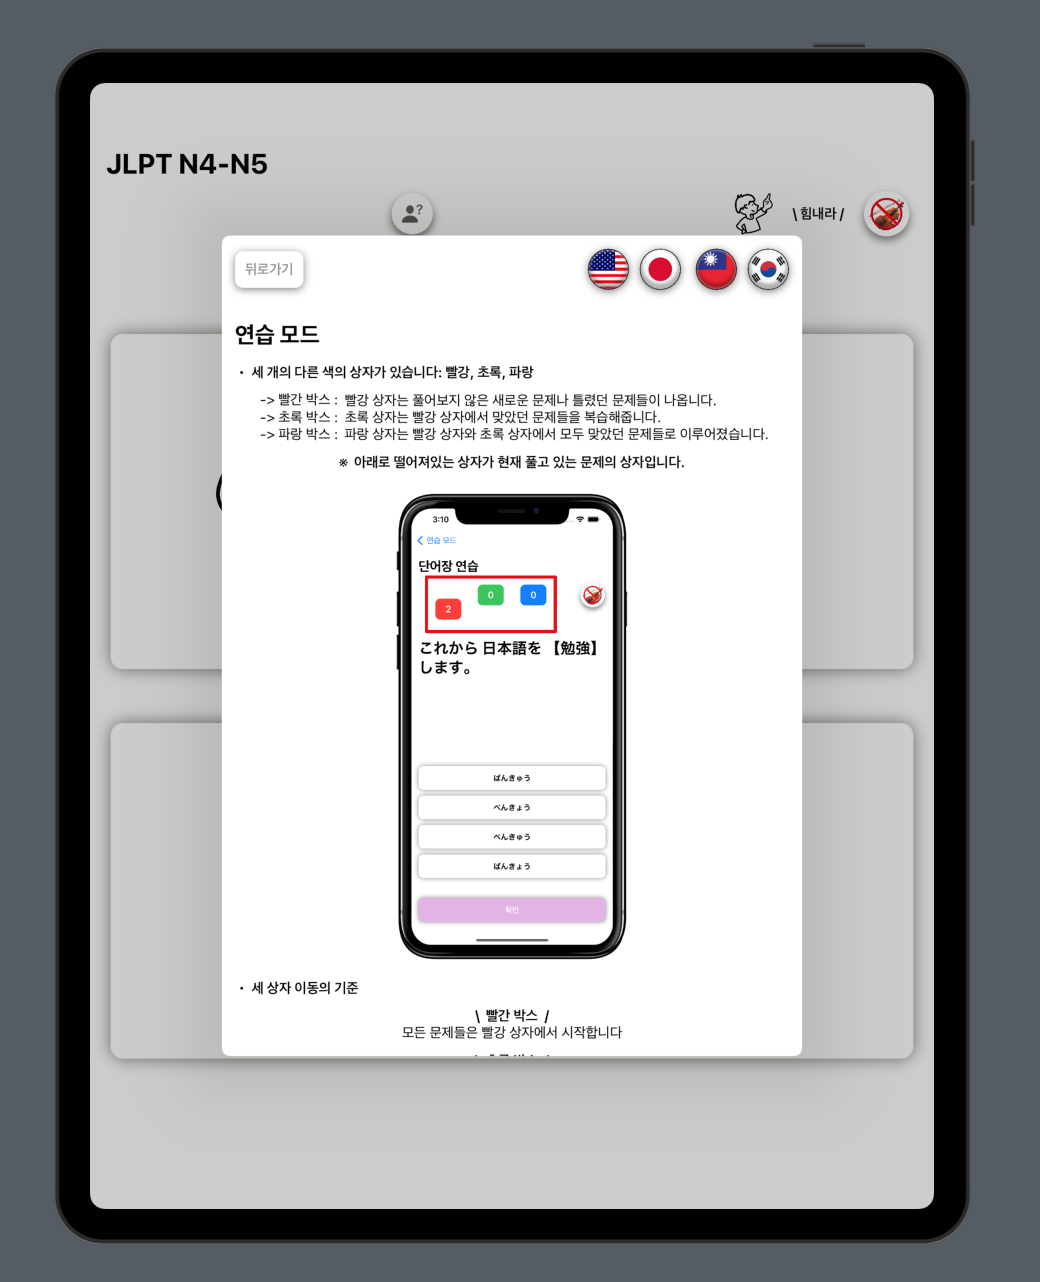 JLPT N4-N5
?
\ 힘내라 /
뒤로가기
연습 모드
• 세 개의 다른 색의 상자가 있습니다: 빨강, 초록, 파랑
-> 빨간 박스 : 빨강 상자는 풀어보지 않은 새로운 문제나 틀렸던 문제들이 나옵니다.
-> 초록 박스 : 초록 상자는 빨강 상자에서 맞았던 문제들을 복습해줍니다.
-> 파랑 박스 : 파랑 상자는 빨강 상자와 초록 상자에서 모두 맞았던 문제들로 이루어졌습니다.
※ 아래로 떨어져있는 상자가 현재 풀고 있는 문제의 상자입니다.
3:10
연습 모드
단어장 연습
2 0 0
これから 日本語を 【勉強】
します。
ばんきゅう
べんきょう
べんきゅう
ばんきょう
확인
• 세 상자 이동의 기준
\ 빨간 박스 /
모든 문제들은 빨강 상자에서 시작합니다